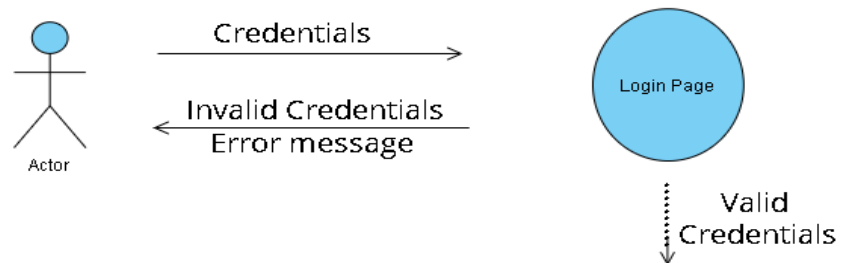 Credentials
Login Page
Invalid Credentials
Error message
Actor
Valid
Credentials